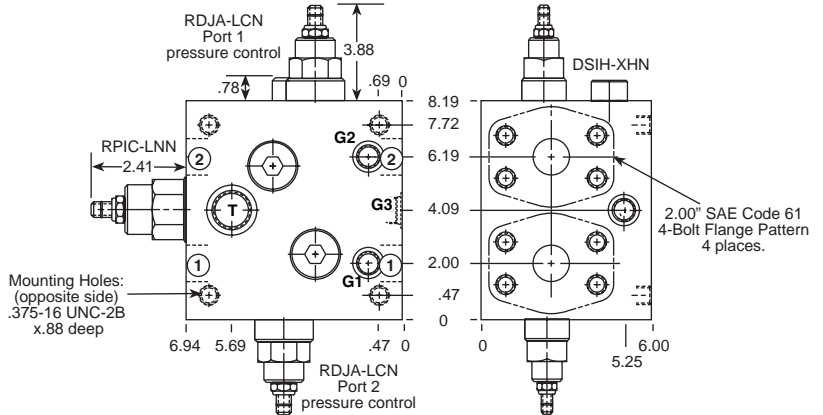 RDJA-LCN
Port 1
pressure control
3.88
.78
.69 0
DSIH-XHN
8.19
7.72
6.19
4.09
2.00
.47
0
RPIC-LNN
2.41
G2
2
2
T
G3
1
1
G1
2.00" SAE Code 61
4-Bolt Flange Pattern
4 places.
Mounting Holes:
(opposite side)
.375-16 UNC-2B
x.88 deep
6.94 5.69 .47 0
0 5.25 6.00
RDJA-LCN
Port 2
pressure control